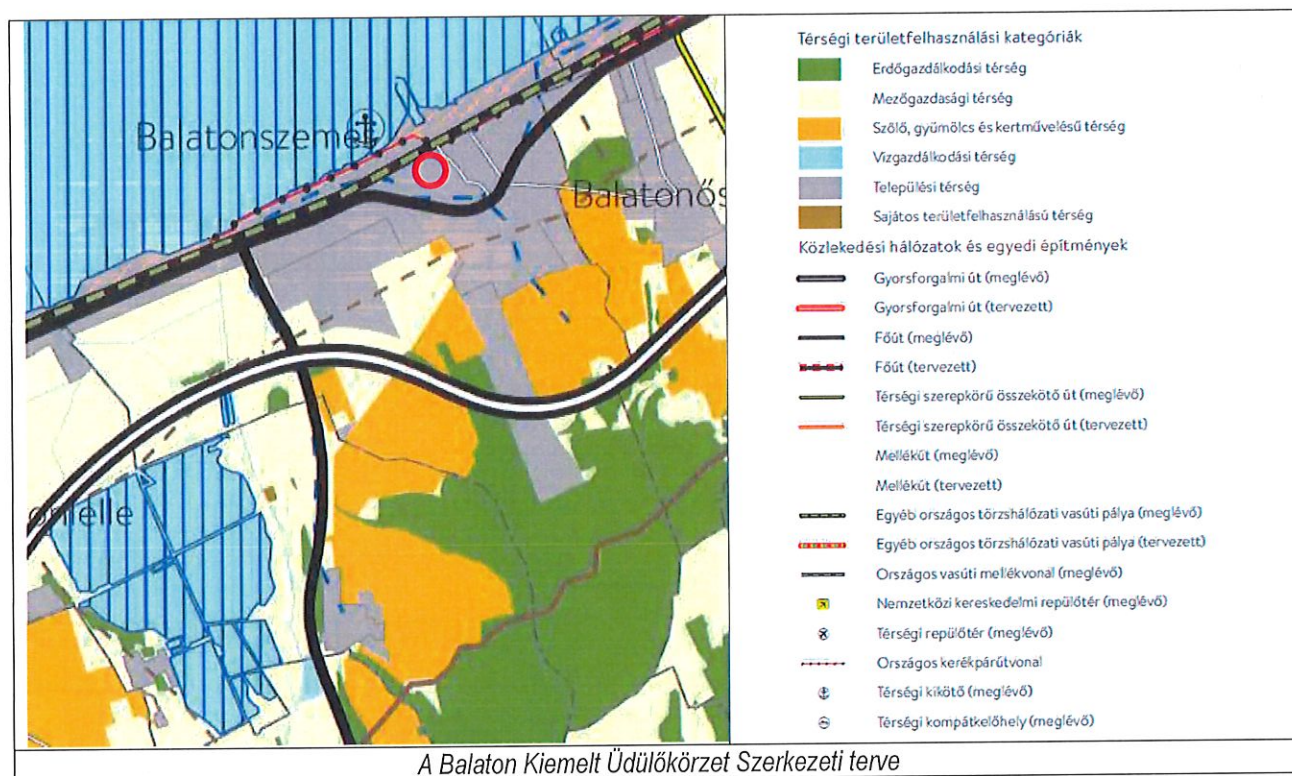 Balatonszemes
Balatonős
onlelle
Térségi területfelhasználási kategóriák
Erdőgazdálkodási térség
Mezőgazdasági térség
Szőlő, gyümölcs és kertművelésű térség
Vízgazdálkodási térség
Települési térség
Sajátos területfelhasználású térség
Közlekedési hálózatok és egyedi építmények
Gyorsforgalmi út (meglévő)
Gyorsforgalmi út (tervezett)
Főút (meglévő)
Főút (tervezett)
Térségi szerepkörű összekötő út (meglévő)
Térségi szerepkörű összekötő út (tervezett)
Mellékút (meglévő)
Mellékút (tervezett)
Egyéb országos törzshálózati vasúti pálya (meglévő)
Egyéb országos törzshálózati vasúti pálya (tervezett)
Országos vasúti mellékvonal (meglévő)
Nemzetközi kereskedelmi repülőtér (meglévő)
Térségi repülőtér (meglévő)
Országos kerékpárútvonal
Térségi kikötő (meglévő)
Térségi kompátkelőhely (meglévő)
A Balaton Kiemelt Üdülőkörzet Szerkezeti terve